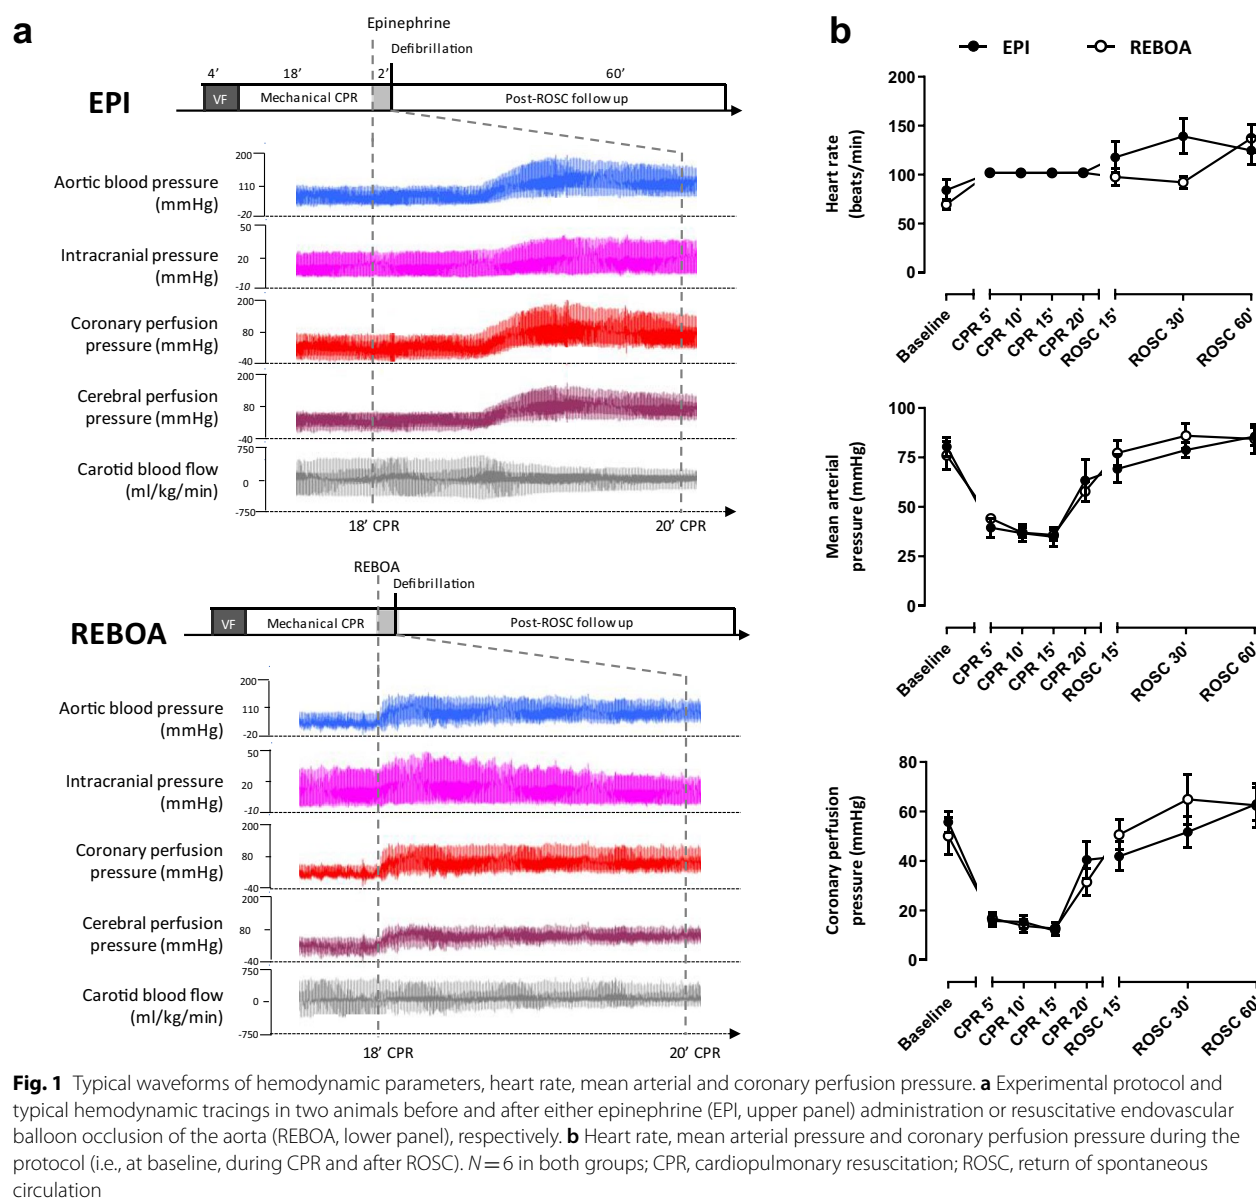 a
Epinephrine
Defibrillation
4’ 18’ 2’ 60’
EPI
VF Mechanical CPR Post-ROSC follow up
Aortic blood pressure
(mmHg)
200
110
-20
Intracranial pressure
(mmHg)
50
20
-10
Coronary perfusion
pressure (mmHg)
200
80
-40
Cerebral perfusion
pressure (mmHg)
200
80
-40
Carotid blood flow
(ml/kg/min)
750
0
-750
18’ CPR 20’ CPR
REBOA
Defibrillation
REBOA
VF Mechanical CPR Post-ROSC follow up
Aortic blood pressure
(mmHg)
200
110
-20
Intracranial pressure
(mmHg)
50
20
-10
Coronary perfusion
pressure (mmHg)
200
80
-40
Cerebral perfusion
pressure (mmHg)
200
80
-40
Carotid blood flow
(ml/kg/min)
750
0
-750
18’ CPR 20’ CPR
b
EPI REBOA
Heart rate
(beats/min)
200
150
100
50
0
Baseline CPR 5' CPR 10' CPR 15' CPR 20' ROSC 15' ROSC 30' ROSC 60'
Mean arterial
pressure (mmHg)
100
75
50
25
0
Baseline CPR 5' CPR 10' CPR 15' CPR 20' ROSC 15' ROSC 30' ROSC 60'
Coronary perfusion
pressure (mmHg)
80
60
40
20
0
Baseline CPR 5' CPR 10' CPR 15' CPR 20' ROSC 15' ROSC 30' ROSC 60'
Fig. 1 Typical waveforms of hemodynamic parameters, heart rate, mean arterial and coronary perfusion pressure. a Experimental protocol and
typical hemodynamic tracings in two animals before and after either epinephrine (EPI, upper panel) administration or resuscitative endovascular
balloon occlusion of the aorta (REBOA, lower panel), respectively. b Heart rate, mean arterial pressure and coronary perfusion pressure during the
protocol (i.e., at baseline, during CPR and after ROSC). N = 6 in both groups; CPR, cardiopulmonary resuscitation; ROSC, return of spontaneous
circulation